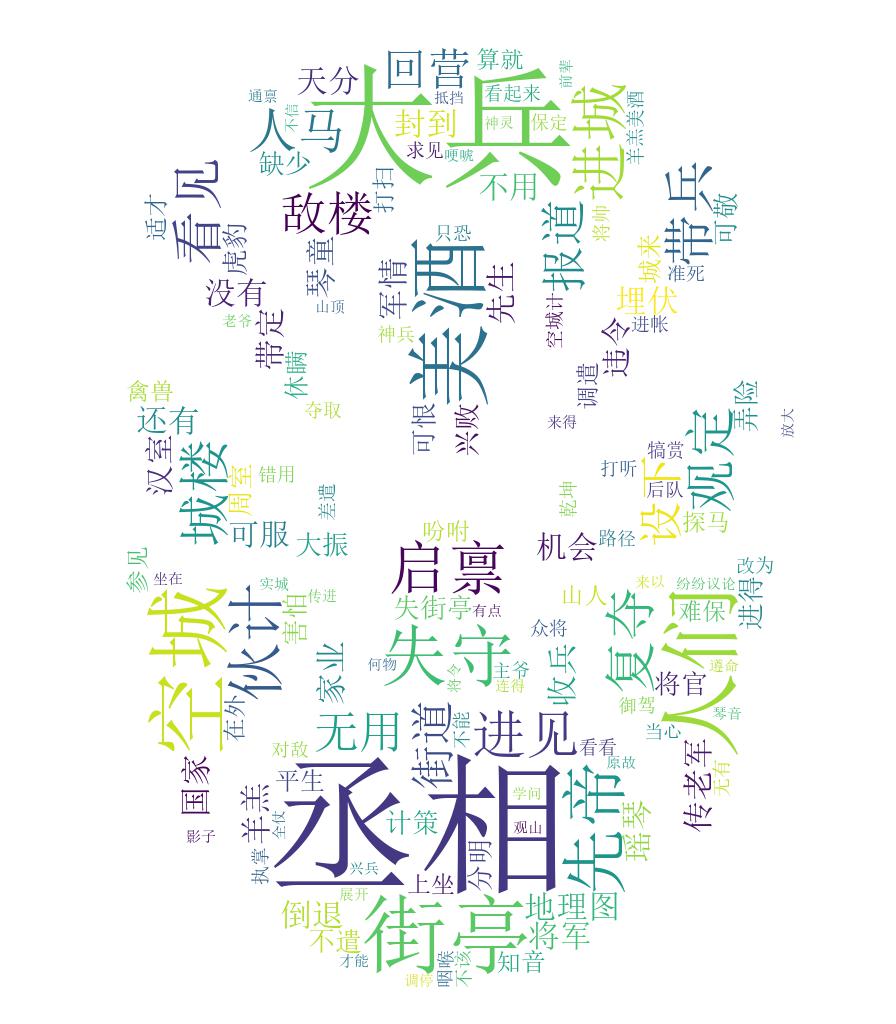 前辈
算就
回营
天分
通禀
抵挡
看起来
大兵
人马
不信
封到
神灵
保定
进城
羊羔美酒
缺少
求见
哽唬
不用
打扫
看见
敌楼
带兵
适才
虎豹
可敬
琴童
美酒
只恐
报道
将帅
城来
军情
先生
准死
没有
山顶
埋伏
老爷
带定
神兵
空城计
违令
进帐
休瞒
调遣
禽兽
夺取
可恨
兴败
来得
弄险
放大
还有
汉室
城楼
周室
错用
打听
设下
犒赏
后队
观定
差遣
乾坤
探马
可服
大振
吩咐
启禀
机会
路径
参见
坐在
实城
传进
失街亭
有点
山人
来以
纷纷议论
改为
进得
空城
伙计
害怕
失守
众将
复夺
人们
难保
何物
将令
主爷
连得
收兵
将官
遵命
家业
在外
御驾
琴音
无用
街道
不能
进见
看看
当心
对敌
传老军
无有
国家
平生
丞相
原故
先帝
羊羔
全仗
计策
学问
观山
瑶琴
影子
执掌
兴兵
上坐
分明
展开
倒退
街亭
地理图
不遣
将军
才能
咽喉
不该
知音
调停